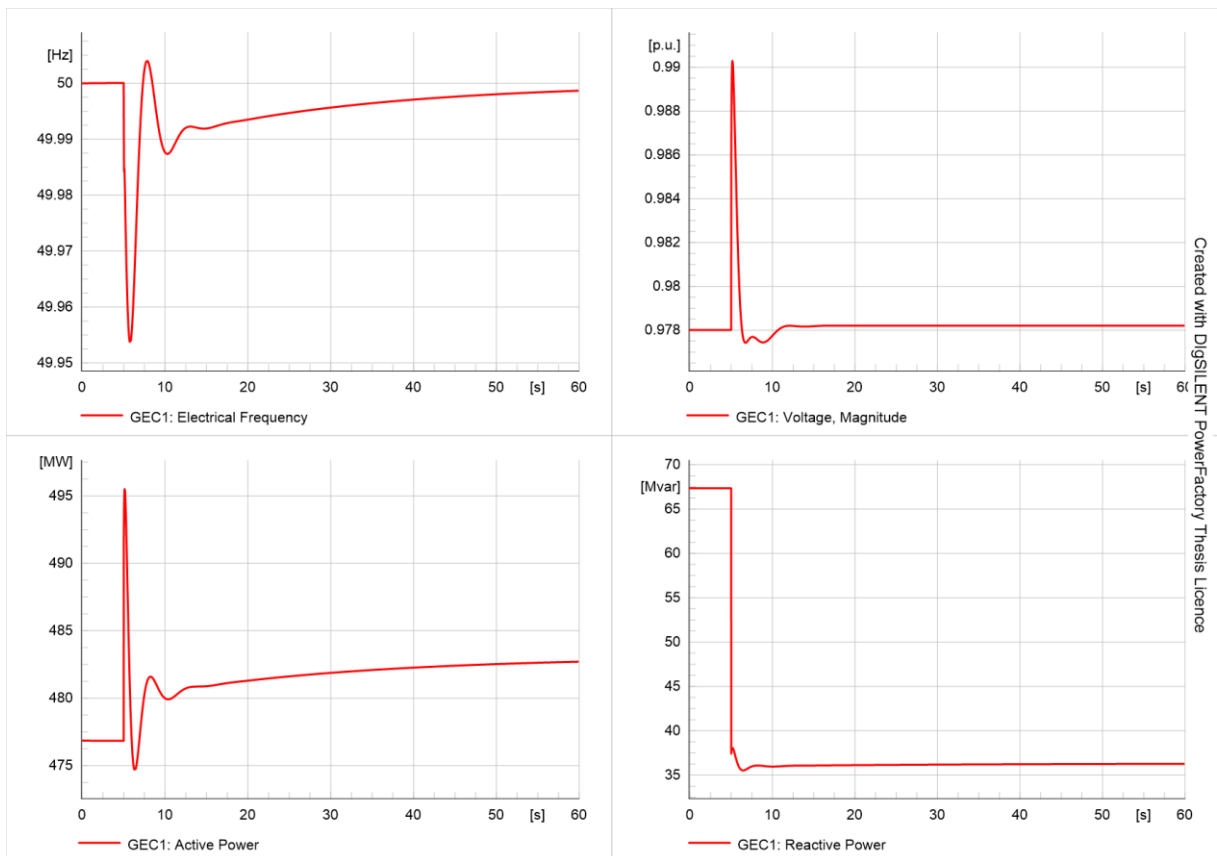 [Hz]
50
49.99
49.98
49.97
49.96
49.95
0 10 20 30 40 [s] 60
GEC1: Electrical Frequency
[p.u.]
0.99
0.988
0.986
0.984
0.982
0.98
0.978
0 10 20 30 40 50 [s] 60
GEC1: Voltage, Magnitude
[MW]
495
490
485
480
475
0 10 20 30 40 50 [s] 60
GEC1: Active Power
70
[Mvar]
65
60
55
50
45
40
35
0 10 20 30 40 50 [s] 60
GEC1: Reactive Power
Created with DIgSILENT PowerFactory Thesis Licence